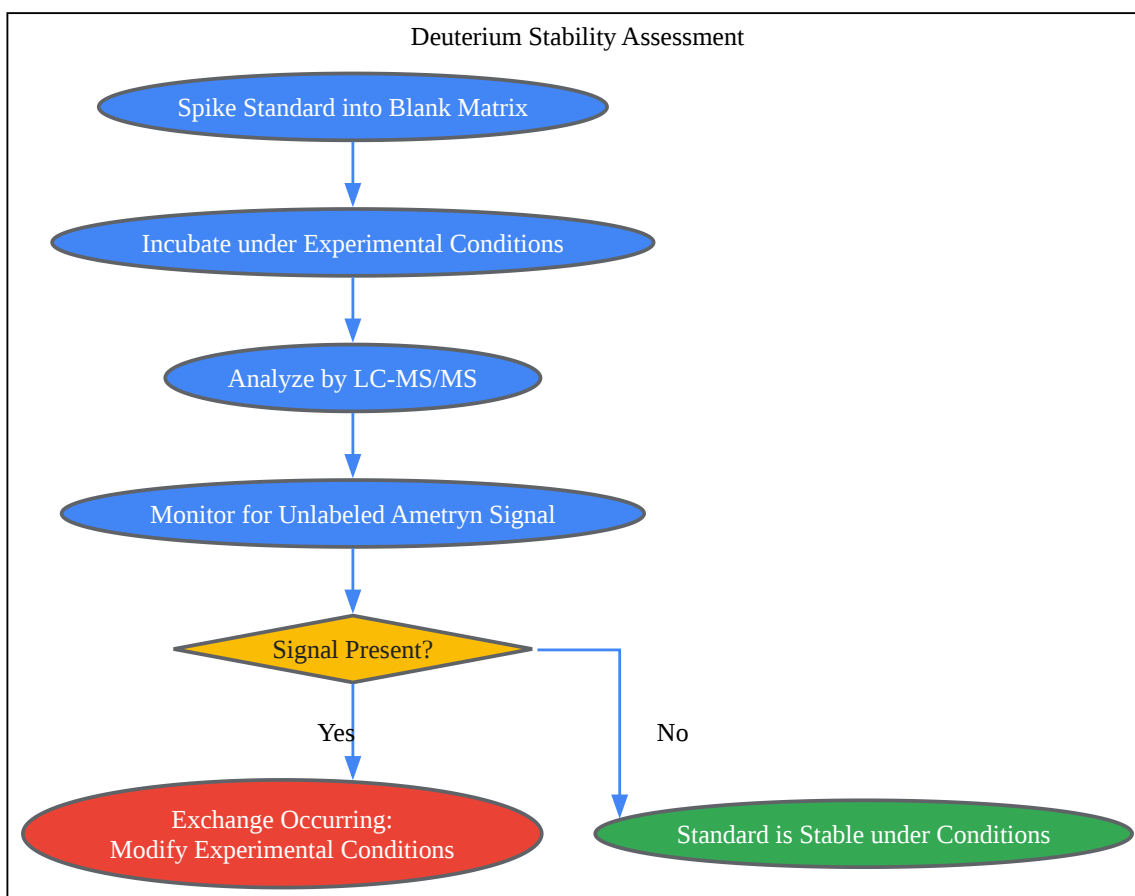 Deuterium Stability Assessment
Spike Standard into Blank Matrix
Incubate under Experimental Conditions
Analyze by LC-MS/MS
Monitor for Unlabeled Ametryn Signal
Signal Present?
Yes
No
Exchange Occurring:
Modify Experimental Conditions
Standard is Stable under Conditions